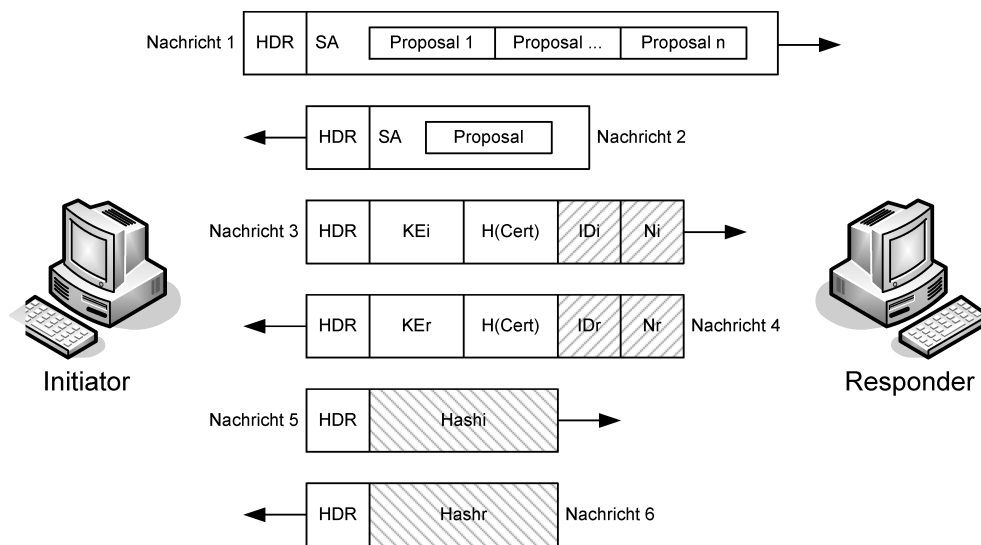 Nachricht 1 HDR SA Proposal 1 Proposal ... Proposal n
HDR SA Proposal Nachricht 2
Nachricht 3 HDR KEi H(Cert) IDi Ni
HDR KEr H(Cert) IDr Nr Nachricht 4
Initiator
Responder
Nachricht 5 HDR Hashi
HDR Hashr Nachricht 6